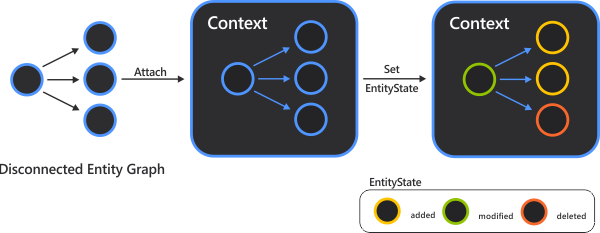 Context
Context
Attach
Set
EntityState
Disconnected Entity Graph
EntityState
added
modified
deleted